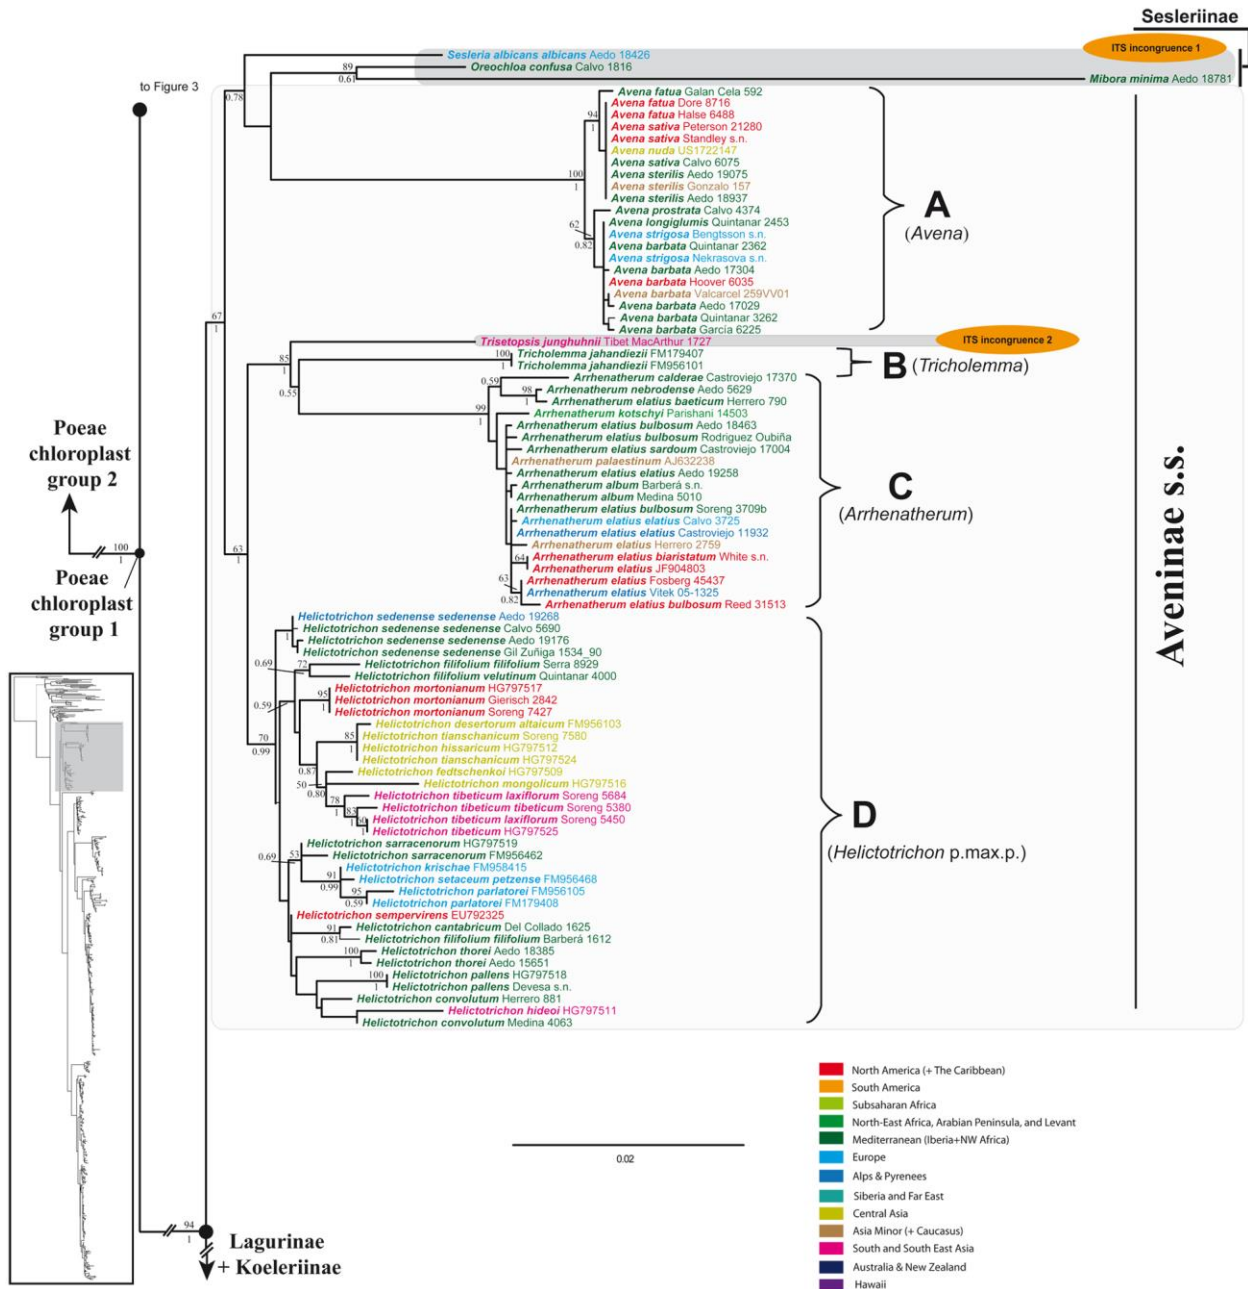 Sesleriinae
ITS incongruence 1
Sesleria albicans albicans Aedo 18426
Oreochloa confusa Calvo 1816
Mibora minima Aedo 18781
89
0.61
0.78
to Figure 3
Avena fatua Galan Cela 592
Avena fatua Dore 8716
Avena fatua Halse 6488
Avena sativa Peterson 21280
Avena sativa Standley s.n.
Avena nuda US1722147
Avena sativa Calvo 6075
Avena sterilis Aedo 19075
Avena sterilis Gonzalo 157
Avena sterilis Aedo 18937
Avena prostrata Calvo 4374
Avena longiglumis Quintanar 2453
Avena strigosa Bengtsson s.n.
Avena barbata Quintanar 2362
Avena strigosa Nekrasova s.n.
Avena barbata Aedo 17304
Avena barbata Hoover 6035
Avena barbata Valcarcel 259VV01
Avena barbata Aedo 17029
Avena barbata Quintanar 3262
Avena barbata García 6225
94
1
100
1
62
0.82
A
(Avena)
67
1
Trisetopsis junghuhnii Tibet MacArthur 1727
ITS incongruence 2
Tricholemma jahandiezii FM179407
Tricholemma jahandiezii FM956101
85
1
100
1
0.55
B (Tricholemma)
Arrhenatherum calderae Castroviejo 17370
Arrhenatherum nebrodense Aedo 5629
Arrhenatherum elatius baeticum Herrero 790
Arrhenatherum kotschyi Parishani 14503
Arrhenatherum elatius bulbosum Aedo 18463
Arrhenatherum elatius bulbosum Rodriguez Oubiña
Arrhenatherum elatius sardoum Castroviejo 17004
Arrhenatherum palaestinum AJ632238
Arrhenatherum elatius elatius Aedo 19258
Arrhenatherum album Barberá s.n.
Arrhenatherum album Medina 5010
Arrhenatherum elatius bulbosum Soreng 3709b
Arrhenatherum elatius elatius Calvo 3725
Arrhenatherum elatius elatius Castroviejo 11932
Arrhenatherum elatius Herrero 2759
Arrhenatherum elatius biaristatum White s.n.
Arrhenatherum elatius JF904803
Arrhenatherum elatius Fosberg 45437
Arrhenatherum elatius Vitek 05-1325
Arrhenatherum elatius bulbosum Reed 31513
0.59
98
1
99
1
64
1
63
0.82
C
(Arrhenatherum)
Aveninae s.s.
Poeae
chloroplast
group 2
100
1
Poeae
chloroplast
group 1
63
1
Helictotrichon sedenense sedenense Aedo 19268
Helictotrichon sedenense sedenense Calvo 5690
Helictotrichon sedenense sedenense Aedo 19176
Helictotrichon sedenense sedenense Gil Zuñiga 1534_90
Helictotrichon filifolium filifolium Serra 8929
Helictotrichon filifolium velutinum Quintanar 4000
Helictotrichon mortonianum HG797517
Helictotrichon mortonianum Gierisch 2842
Helictotrichon mortonianum Soreng 7427
Helictotrichon desertorum altaicum FM956103
Helictotrichon tianschanicum Soreng 7580
Helictotrichon hissaricum HG797512
Helictotrichon tianschanicum HG797524
Helictotrichon fedtschenkoi HG797509
Helictotrichon mongolicum HG797516
Helictotrichon tibeticum laxiflorum Soreng 5684
Helictotrichon tibeticum tibeticum Soreng 5380
Helictotrichon tibeticum laxiflorum Soreng 5450
Helictotrichon tibeticum HG797525
Helictotrichon sarracenorum HG797519
Helictotrichon sarracenorum FM956462
Helictotrichon krischae FM958415
Helictotrichon setaceum petzense FM956468
Helictotrichon parlatorei FM956105
Helictotrichon parlatorei FM179408
Helictotrichon sempervirens EU792325
Helictotrichon cantabricum Del Collado 1625
Helictotrichon filifolium filifolium Barberá 1612
Helictotrichon thorei Aedo 18385
Helictotrichon thorei Aedo 15651
Helictotrichon pallens HG797518
Helictotrichon pallens Devesa s.n.
Helictotrichon convolutum Herrero 881
Helictotrichon hideoi HG797511
Helictotrichon convolutum Medina 4063
1
0.69
72
0.59
95
1
70
0.99
85
1
0.87
50
0.80
78
1
83
1
1
0.69
53
91
0.99
95
0.59
91
0.81
100
1
100
1
D
(Helictotrichon p.max.p.)
0.02
North America (+ The Caribbean)
South America
Subsaharan Africa
North-East Africa, Arabian Peninsula, and Levant
Mediterranean (Iberia+NW Africa)
Europe
Alps & Pyrenees
Siberia and Far East
Central Asia
Asia Minor (+ Caucasus)
South and South East Asia
Australia & New Zealand
Hawaii
94
1
Lagurinae
+ Koeleriinae